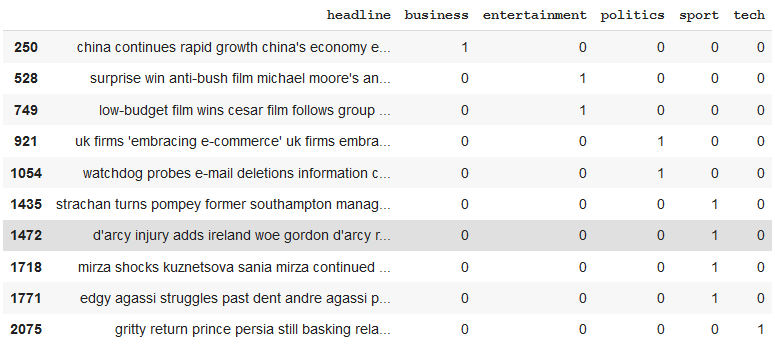 headline business entertainment politics sport tech
250 china continues rapid growth china's economy e... 1 0 0 0 0
528 surprise win anti-bush film michael moore's an... 0 1 0 0 0
749 low-budget film wins cesar film follows group ... 0 1 0 0 0
921 uk firms 'embracing e-commerce' uk firms embra... 0 0 1 0 0
1054 watchdog probes e-mail deletions information c... 0 0 1 0 0
1435 strachan turns pompey former southampton manag... 0 0 0 1 0
1472 d'arcy injury adds ireland woe gordon d'arcy r... 0 0 0 1 0
1718 mirza shocks kuznetsova sania mirza continued ... 0 0 0 1 0
1771 edgy agassi struggles past dent andre agassi p... 0 0 0 1 0
2075 gritty return prince persia still basking rela... 0 0 0 0 1